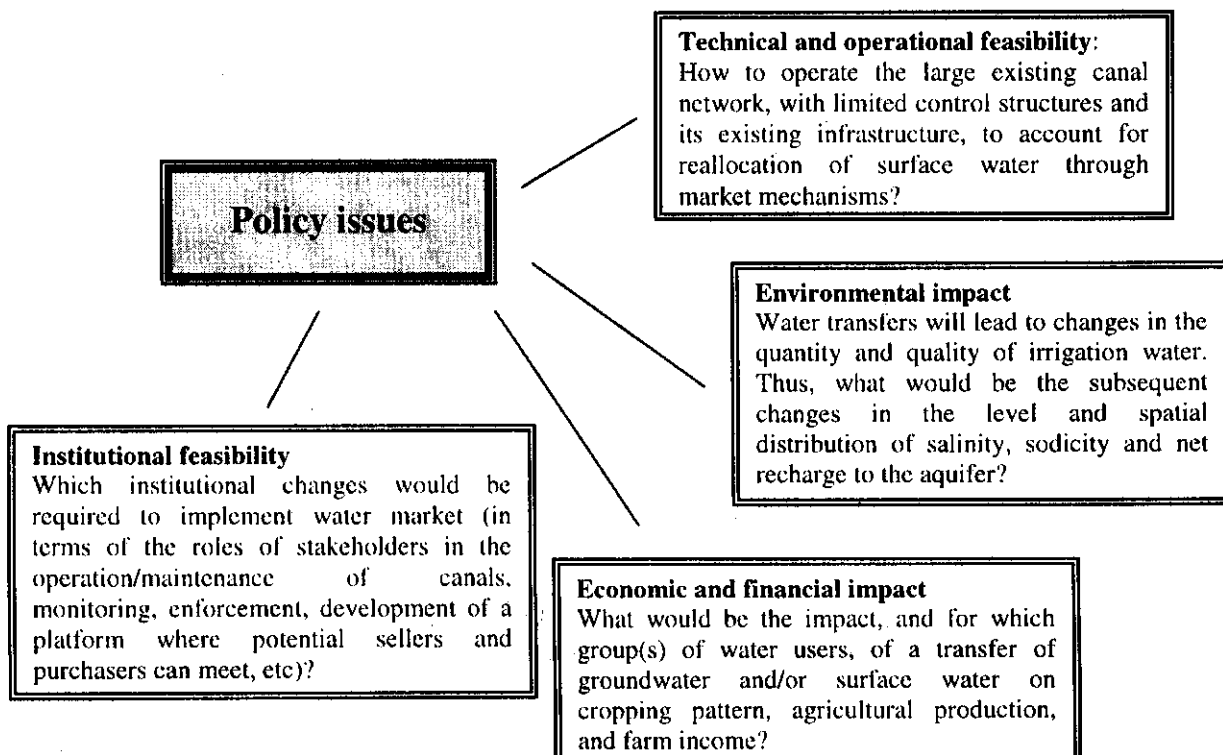 Policy issues
Technical and operational feasibility:
How to operate the large existing canal
network, with limited control structures and
its existing infrastructure, to account for
reallocation of surface water through
market mechanisms?
Environmental impact
Water transfers will lead to changes in the
quantity and quality of irrigation water.
Thus, what would be the subsequent
changes in the level and spatial
distribution of salinity, sodicity and net
recharge to the aquifer?
Institutional feasibility
Which institutional changes would be
required to implement water market (in
terms of the roles of stakeholders in the
operation/maintenance of canals,
monitoring, enforcement, development of a
platform where potential sellers and
purchasers can meet, etc)?
Economic and financial impact
What would be the impact, and for which
group(s) of water users, of a transfer of
groundwater and/or surface water on
cropping pattern, agricultural production,
and farm income?